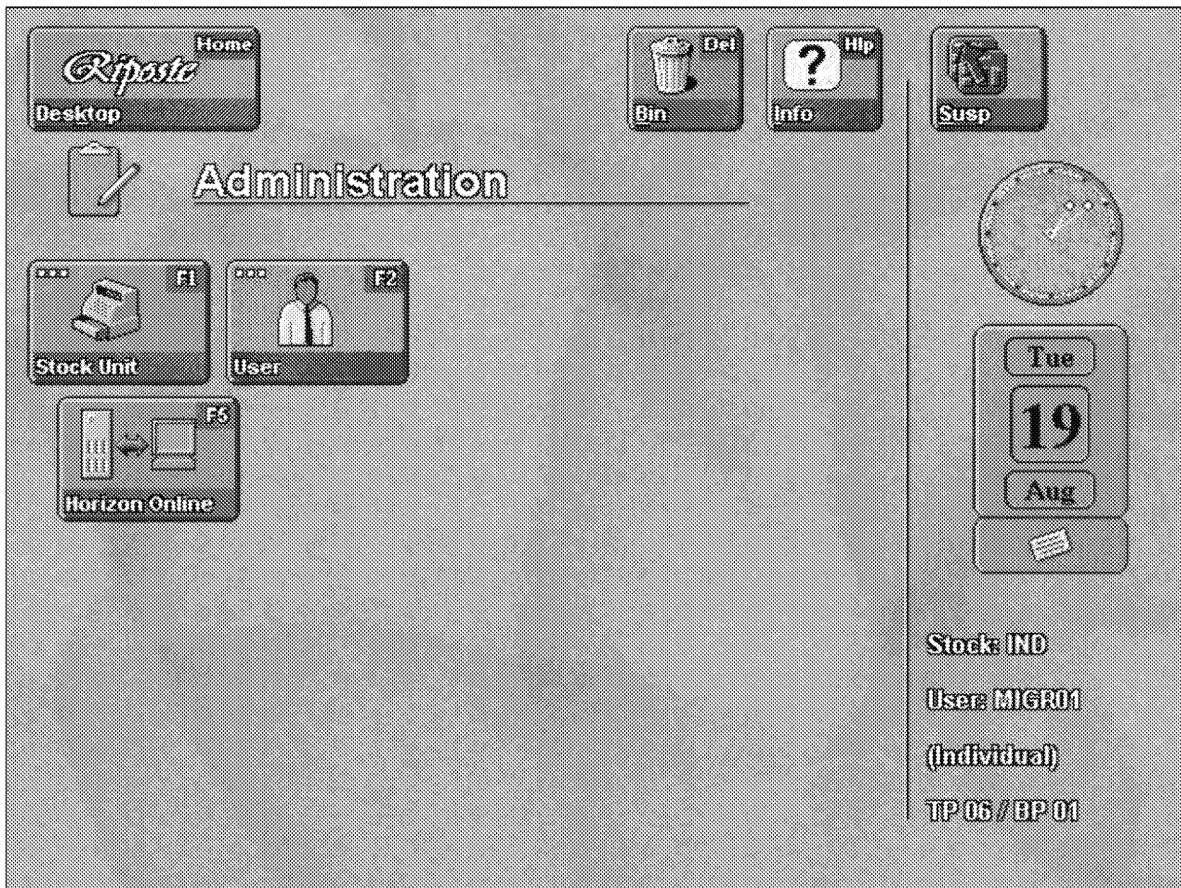 Home
Riposte
Desktop
Del
Bin
Hlp
?
Info
Susp
Administration
F1
Stock Unit
F2
User
F5
Horizon Online
Tue
19
Aug
Stock: IND
User: MIGR01
(Individual)
TP 06 / BP 01